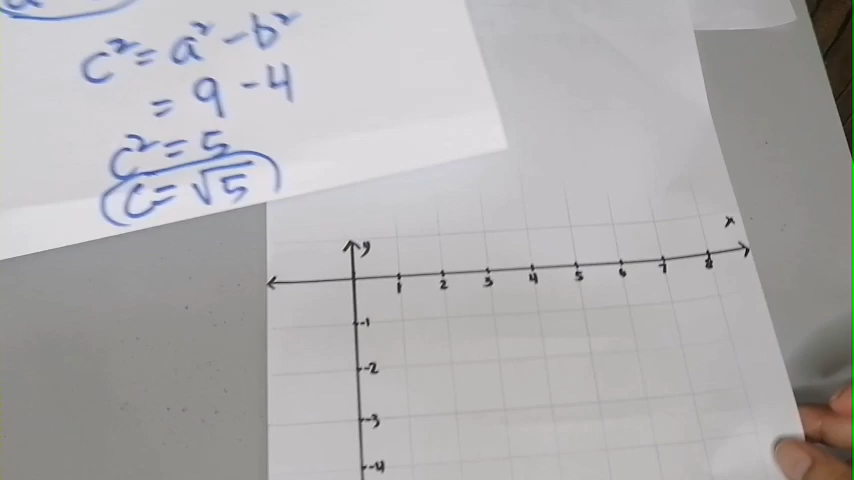 c² = a² - b²
= 9 - 4
c² = 5
c = √5
x
y
1 2 3 4 5 6 7 8
-1
-2
-3
-4